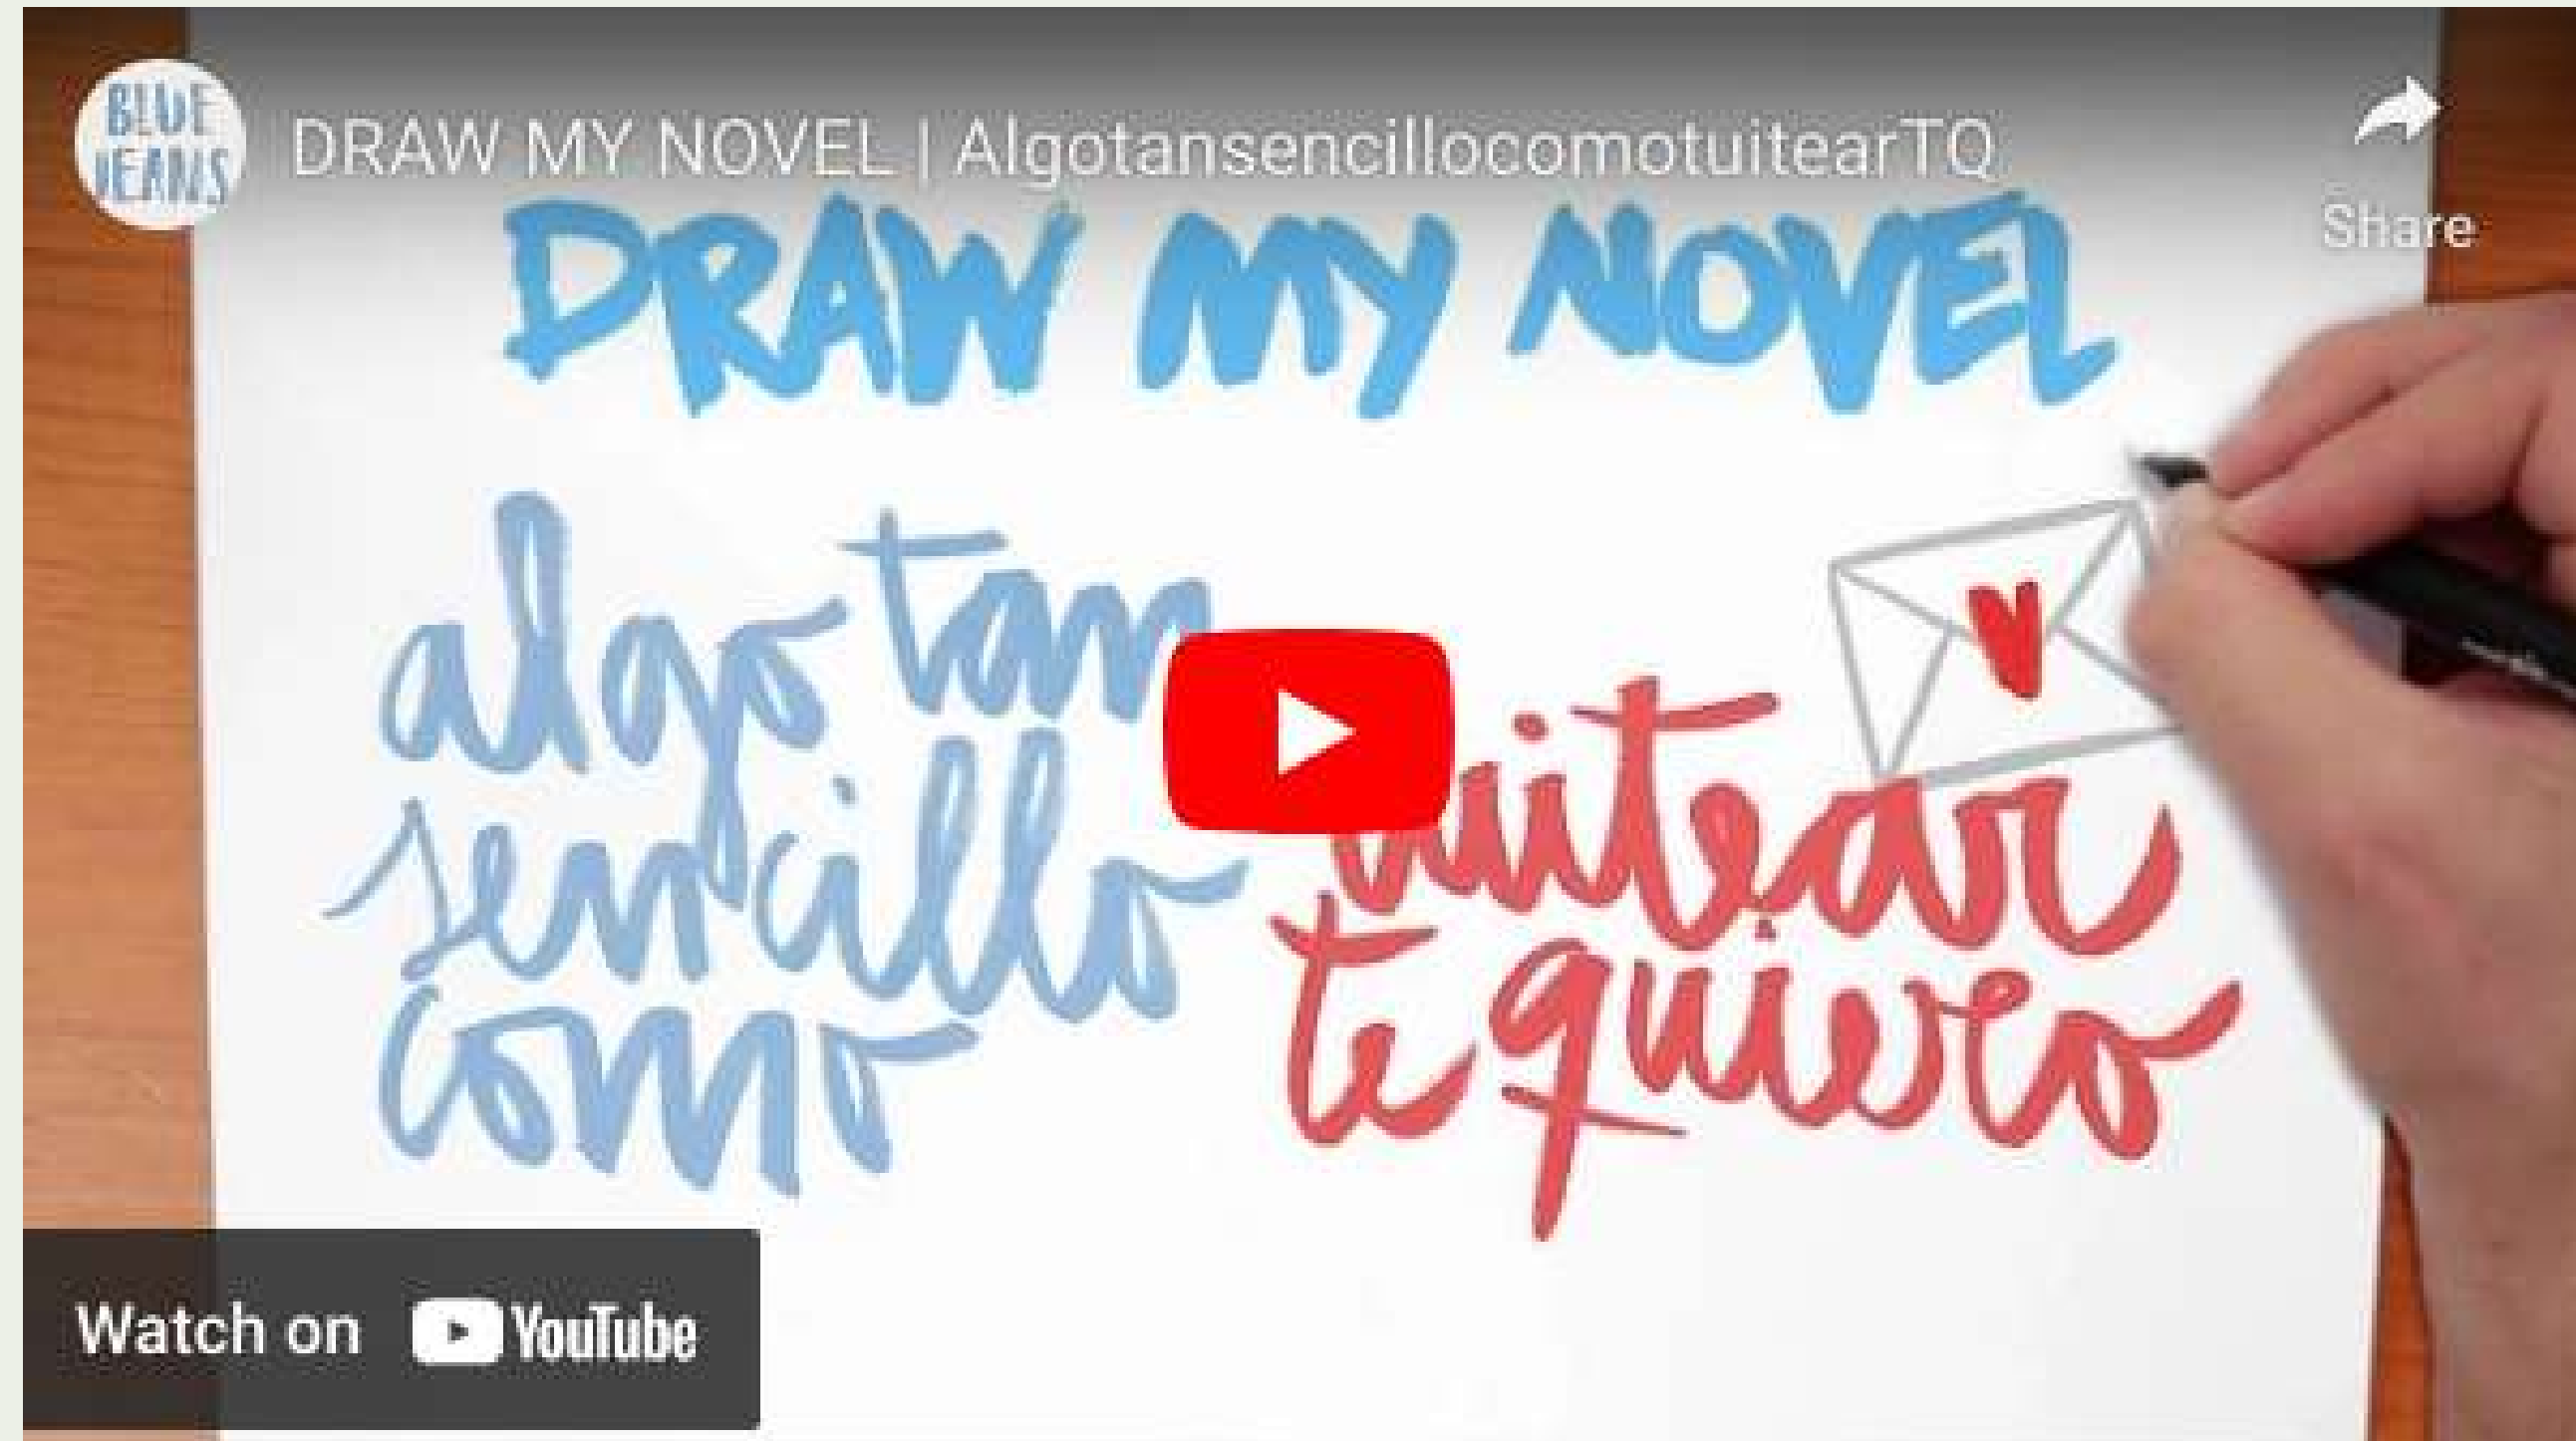 BLUE
JEANS
DRAW MY NOVEL | AlgotansencillocomotuitearTQ
Share
DRAW MY NOVEL
algo tan
sencillo
como
tuitear
te quiero
Watch on YouTube